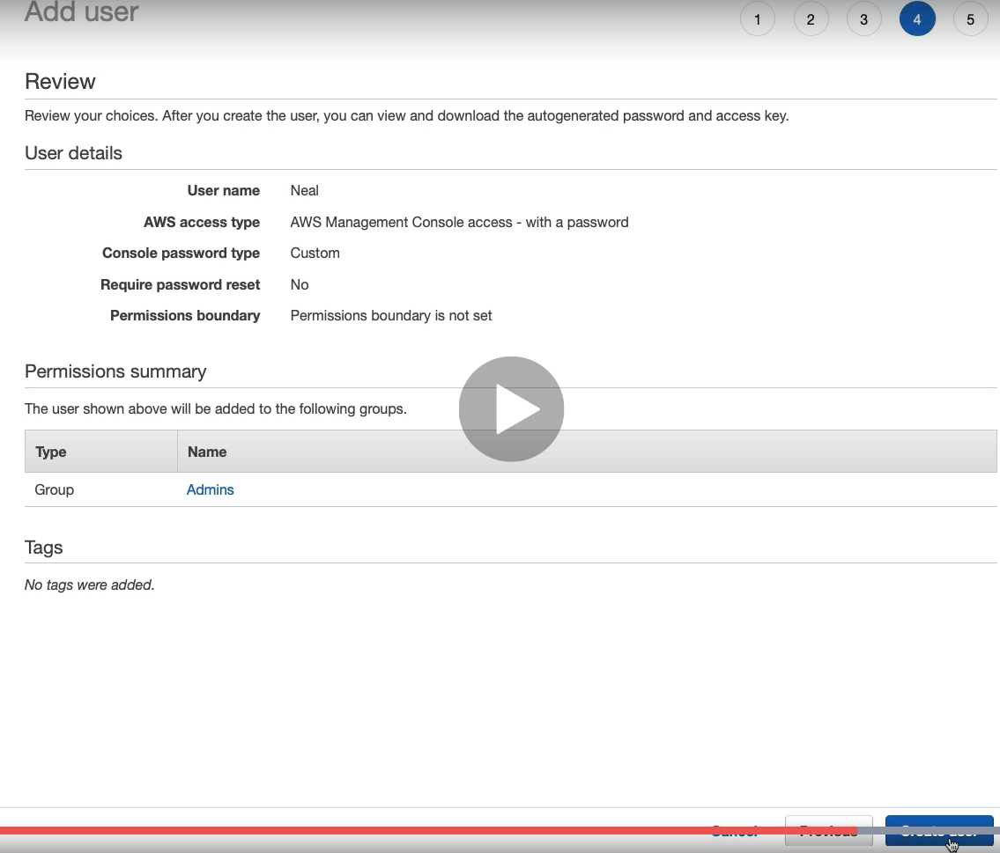 Add user
1 2 3 4 5
Review
Review your choices. After you create the user, you can view and download the autogenerated password and access key.
User details
User name Neal
AWS access type AWS Management Console access - with a password
Console password type Custom
Require password reset No
Permissions boundary Permissions boundary is not set
Permissions summary
The user shown above will be added to the following groups.
Type Name
Group Admins
Tags
No tags were added.
Cancel Previous Create user